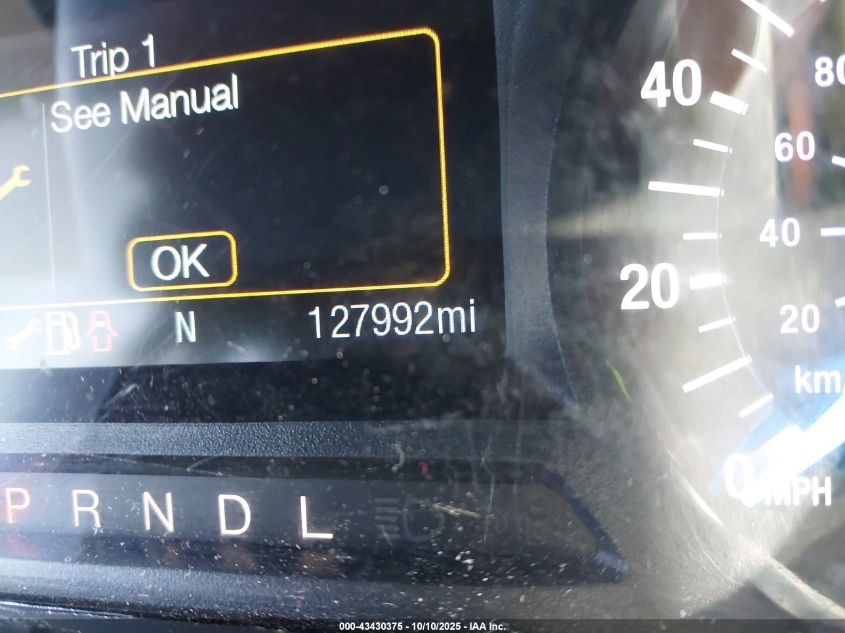 Trip 1
See Manual
OK
N
127992mi
40
20
0
MPH
80
60
40
20
km/
P R N D L
000-43430375 - 10/10/2025 - IAA Inc.